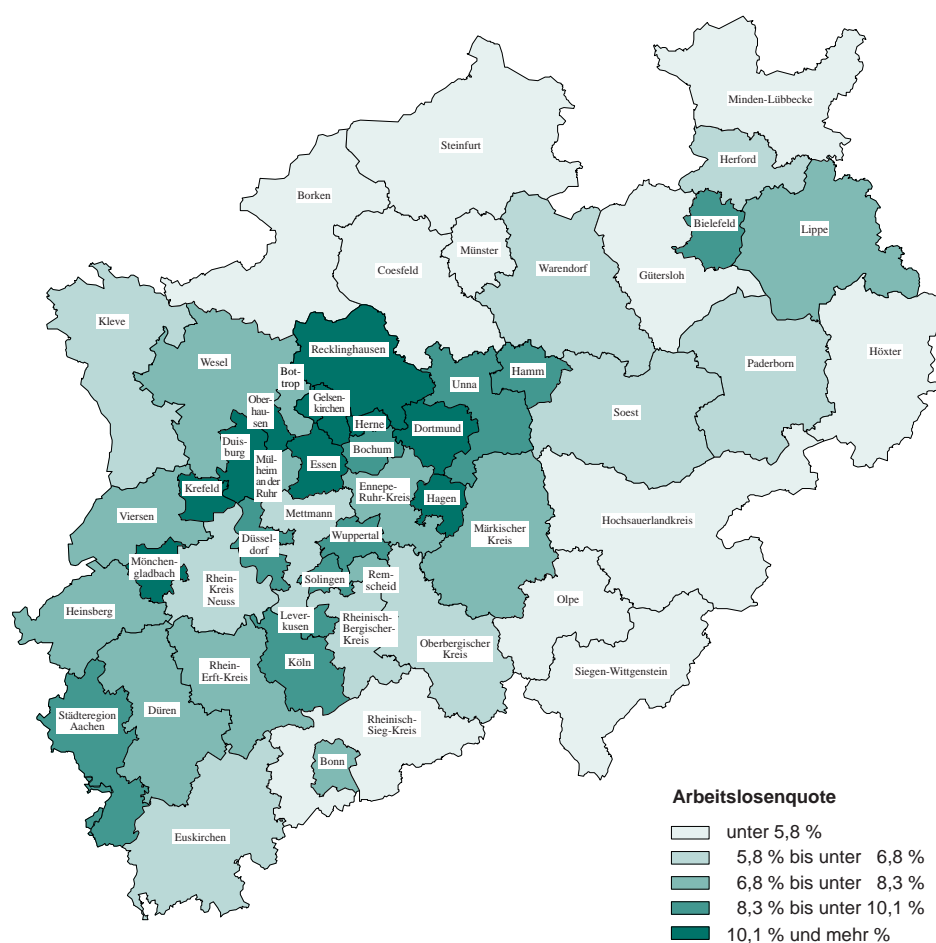 Minden-Lübbecke
Steinfurt
Herford
Borken
Bielefeld
Lippe
Münster
Coesfeld
Warendorf
Gütersloh
Kleve
Höxter
Recklinghausen
Wesel
Paderborn
Bot-
trop
Unna
Hamm
Ober-
hausen
Gelsen-
kirchen
Soest
Herne
Dortmund
Duis-
burg
Bochum
Mül-
heim
an der
Ruhr
Essen
Ennepe-
Ruhr-Kreis
Krefeld
Hagen
Viersen
Mettmann
Hochsauerlandkreis
Märkischer
Kreis
Düssel-
dorf
Wuppertal
Mönchen-
gladbach
Rhein-
Kreis
Neuss
Solingen
Rem-
scheid
Olpe
Heinsberg
Lever-
kusen
Rheinisch-
Bergischer-
Kreis
Oberbergischer
Kreis
Rhein-
Erft-Kreis
Köln
Siegen-Wittgenstein
Städteregion
Aachen
Düren
Rheinisch-
Sieg-Kreis
Bonn
Euskirchen
Arbeitslosenquote
unter 5,8 %
5,8 % bis unter 6,8 %
6,8 % bis unter 8,3 %
8,3 % bis unter 10,1 %
10,1 % und mehr %